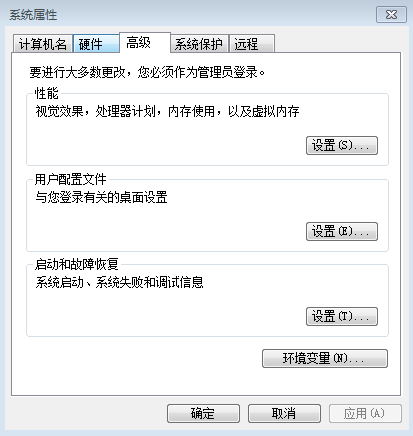 系统属性
计算机名 硬件 高级 系统保护 远程
要进行大多数更改，您必须作为管理员登录。
性能
视觉效果，处理器计划，内存使用，以及虚拟内存
设置(S)...
用户配置文件
与您登录有关的桌面设置
设置(E)...
启动和故障恢复
系统启动、系统失败和调试信息
设置(T)...
环境变量(N)...
确定 取消 应用(A)